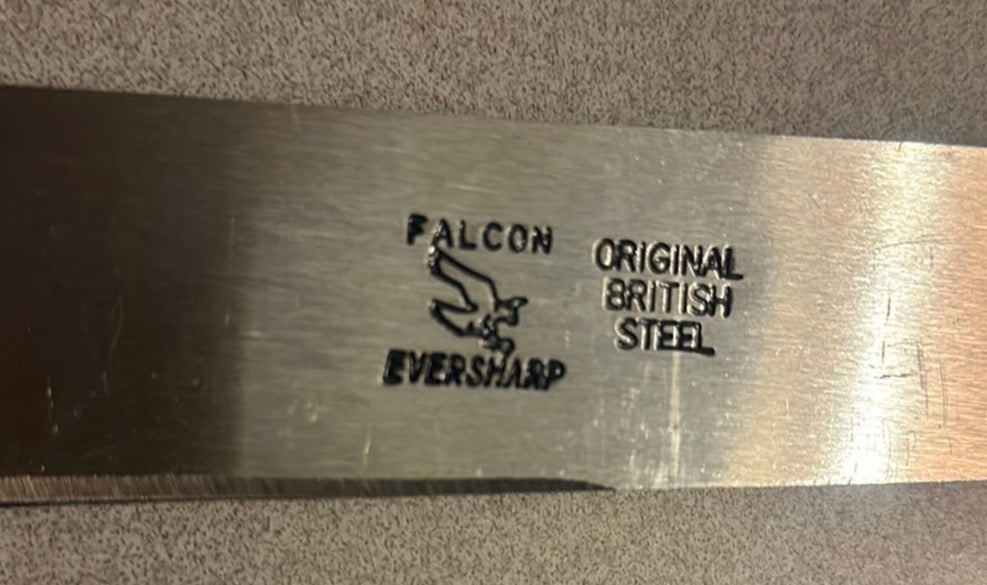 FALCON
EVERSHARP
ORIGINAL
BRITISH
STEEL